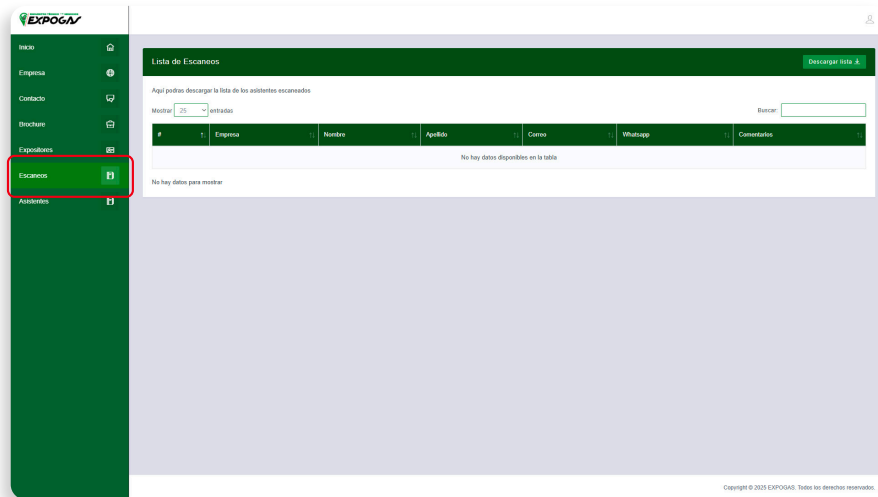 EXPOGAS
Inicio
Empresa
Contacto
Brochure
Expositores
Escaneos
Asistentes
Lista de Escaneos
Descargar lista
Aquí podras descargar la lista de los asistentes escaneados
Mostrar 25 entradas
Buscar:
# Empresa Nombre Apellido Correo Whatsapp Comentarios
No hay datos disponibles en la tabla
No hay datos para mostrar
Copyright © 2025 EXPOGAS. Todos los derechos reservados.